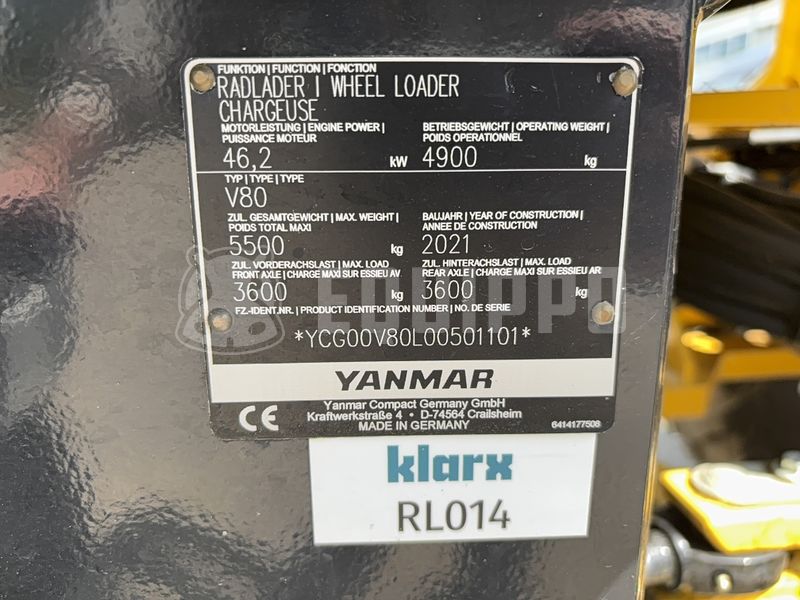 FUNKTION | FUNCTION | FONCTION
RADLADER | WHEEL LOADER
CHARGEUSE
MOTORLEISTUNG | ENGINE POWER |
PUISSANCE MOTEUR
46,2 kW
BETRIEBSGEWICHT | OPERATING WEIGHT |
POIDS OPERATIONNEL
4900 kg
TYP | TYPE | TYPE
V80
ZUL. GESAMTGEWICHT | MAX. WEIGHT |
POIDS TOTAL MAXI
5500 kg
BAUJAHR | YEAR OF CONSTRUCTION |
ANNEE DE CONSTRUCTION
2021
ZUL. VORDERACHSLAST | MAX. LOAD
FRONT AXLE | CHARGE MAXI SUR ESSIEU AV
3600 kg
ZUL. HINTERACHSLAST | MAX. LOAD
REAR AXLE | CHARGE MAXI SUR ESSIEU AR
3600 kg
FZ.-IDENT.NR. | PRODUCT IDENTIFICATION NUMBER | NO. DE SERIE
*YCG00V80L00501101*
YANMAR
CE
Yanmar Compact Germany GmbH
Kraftwerkstraße 4 • D-74564 Crailsheim
MADE IN GERMANY
6414177508
klarx
RL014
EQUIPPO